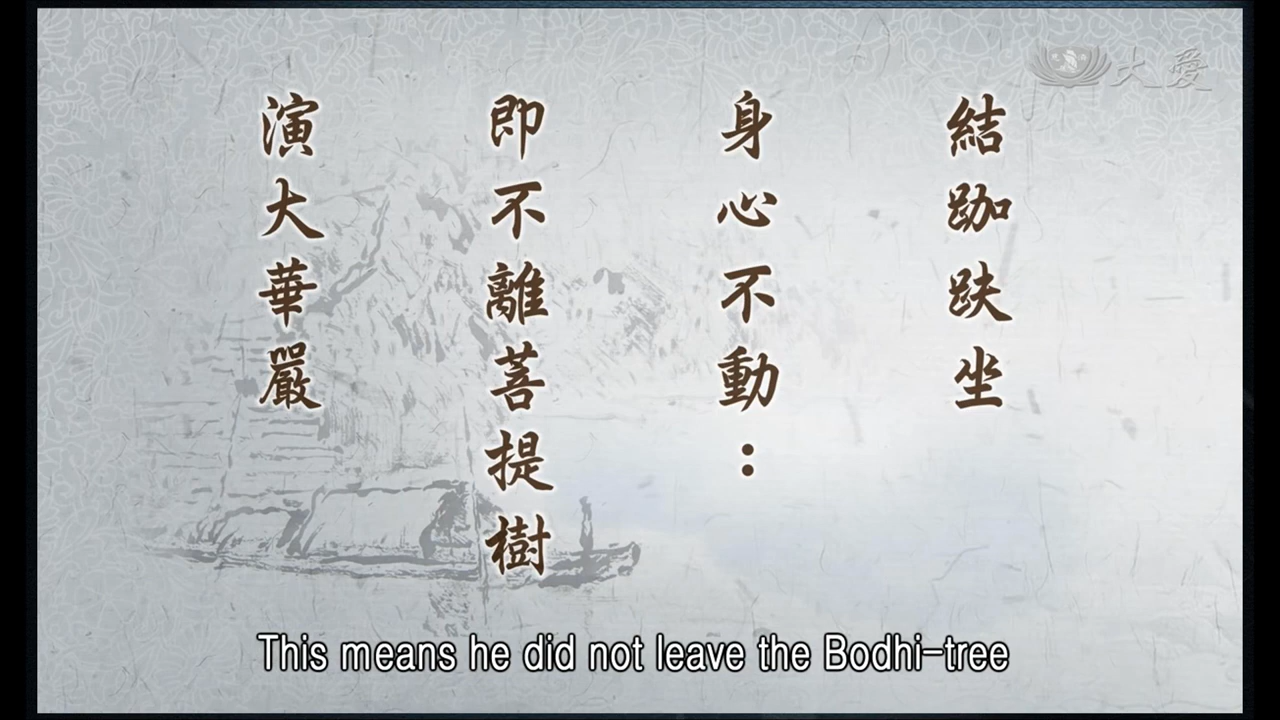 大愛
結跏趺坐
身心不動：
即不離菩提樹
演大華嚴
This means he did not leave the Bodhi-tree